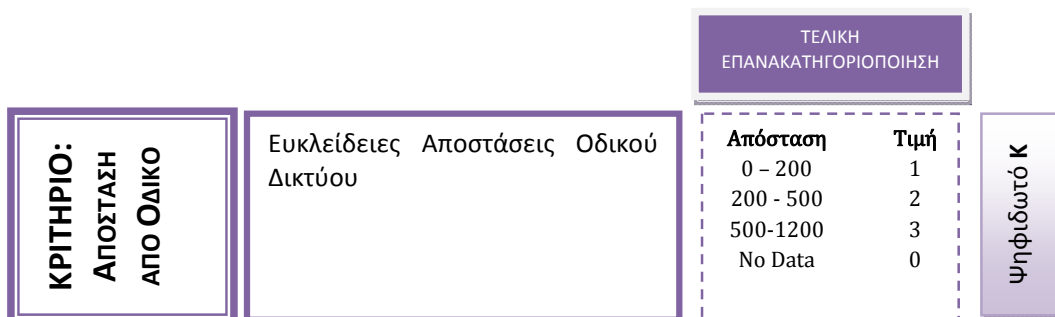 ΤΕΛΙΚΗ
ΕΠΑΝΑΚΑΤΗΓΟΡΙΟΠΟΙΗΣΗ
ΚΡΙΤΗΡΙΟ:
ΑΠΟΣΤΑΣΗ
ΑΠΟ ΟΔΙΚΟ
Ευκλείδειες Αποστάσεις Οδικού
Δικτύου
Απόσταση Τιμή
0 – 200 1
200 - 500 2
500-1200 3
No Data 0
Ψηφιδωτό Κ